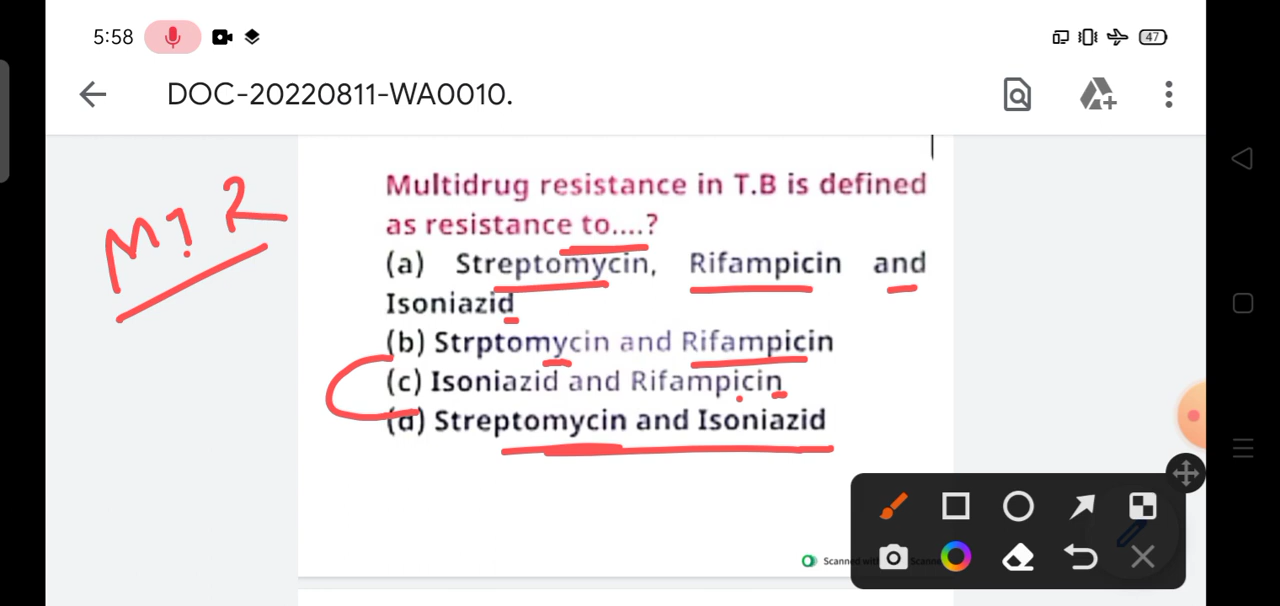 5:58
47
DOC-20220811-WA0010.
Multidrug resistance in T.B is defined
as resistance to....?
(a) Streptomycin, Rifampicin and
Isoniazid
(b) Strptomycin and Rifampicin
(c) Isoniazid and Rifampicin
(d) Streptomycin and Isoniazid
Scanned